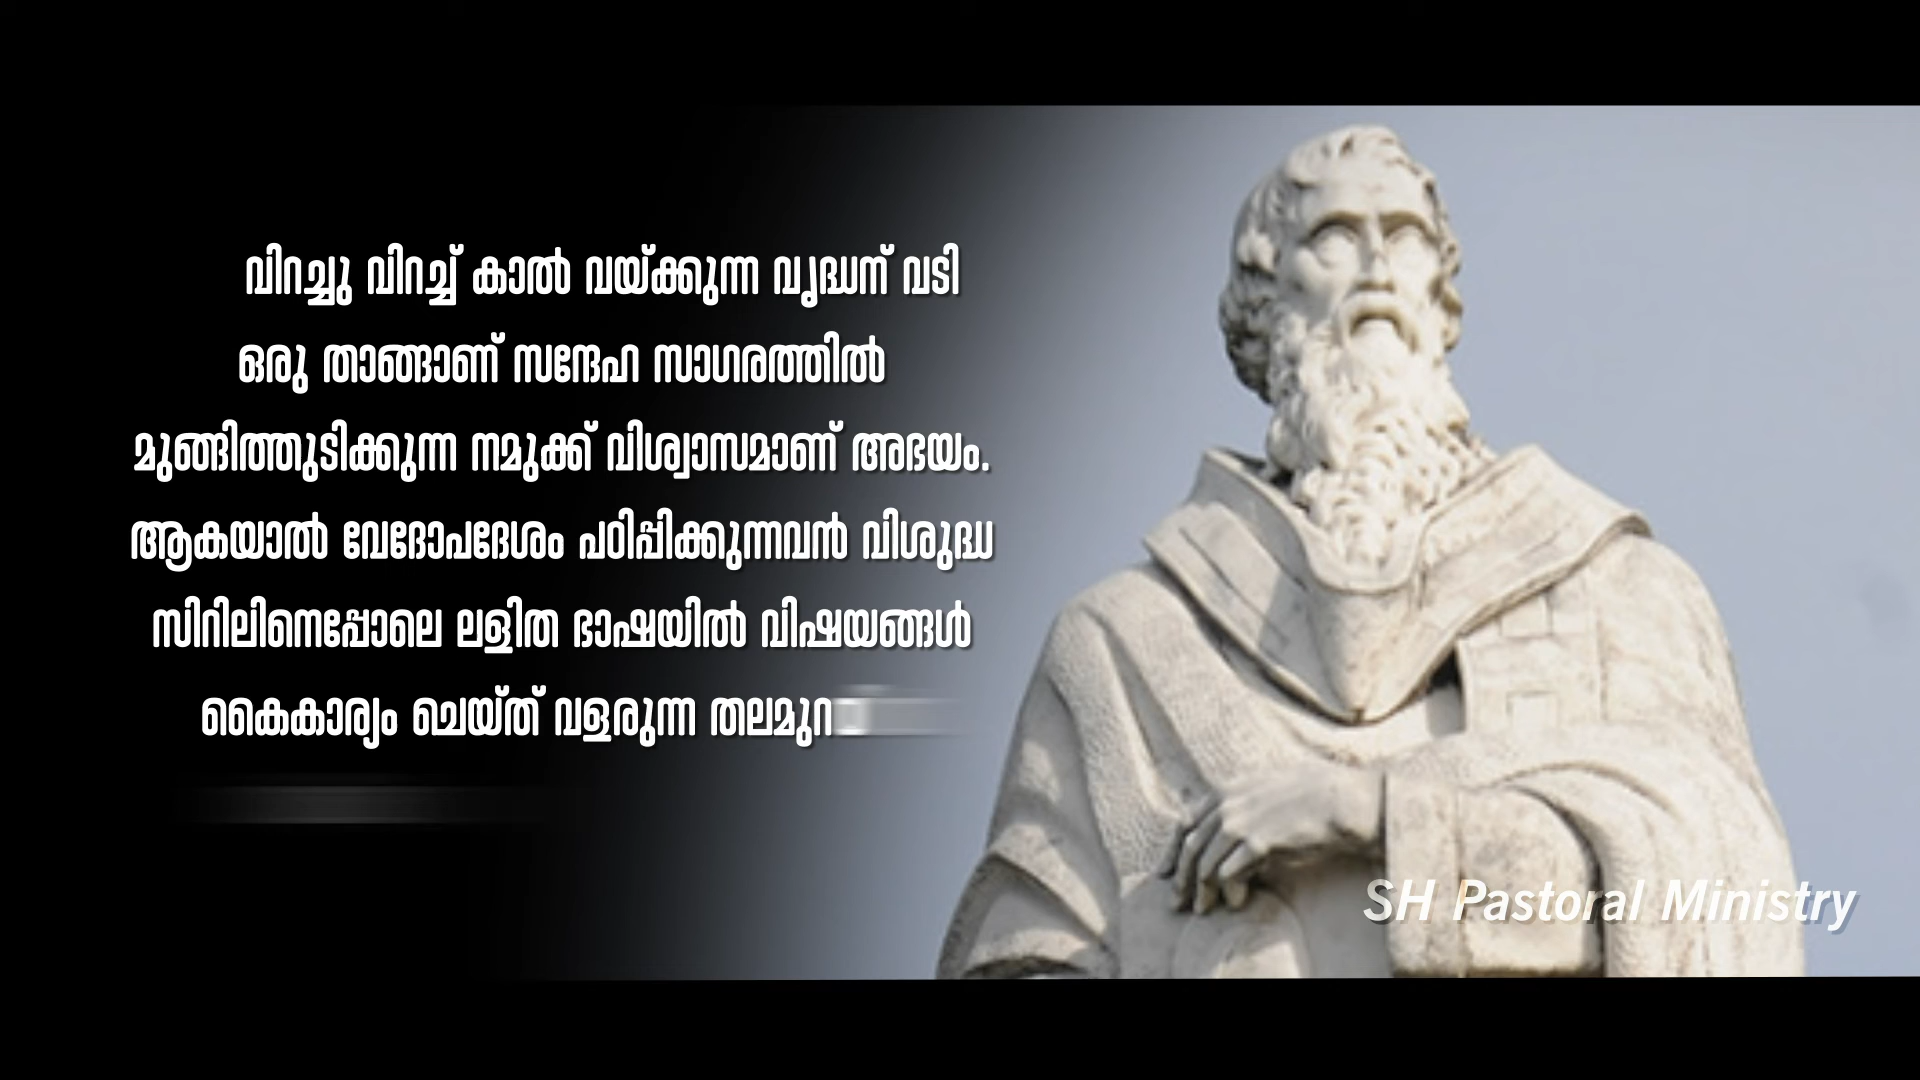 വിറച്ചു വിറച്ച് കാൽ വയ്ക്കുന്ന വൃദ്ധന് വടി
ഒരു താങ്ങാണ് സന്ദേഹ സാഗരത്തിൽ
മുങ്ങിത്തുടിക്കുന്ന നമുക്ക് വിശ്വാസമാണ് അഭയം.
ആകയാൽ വേദോപദേശം പഠിപ്പിക്കുന്നവൻ വിശുദ്ധ
സിറിലിനെപ്പോലെ ലളിത ഭാഷയിൽ വിഷയങ്ങൾ
കൈകാര്യം ചെയ്ത് വളരുന്ന തലമുറ
SH Pastoral Ministry